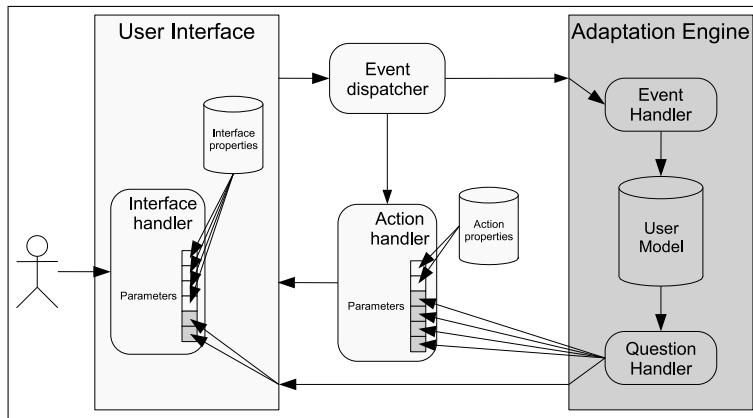 User Interface
Event
dispatcher
Adaptation Engine
Event
Handler
Interface
properties
Interface
handler
Parameters
Action
handler
Parameters
Action
properties
User
Model
Question
Handler